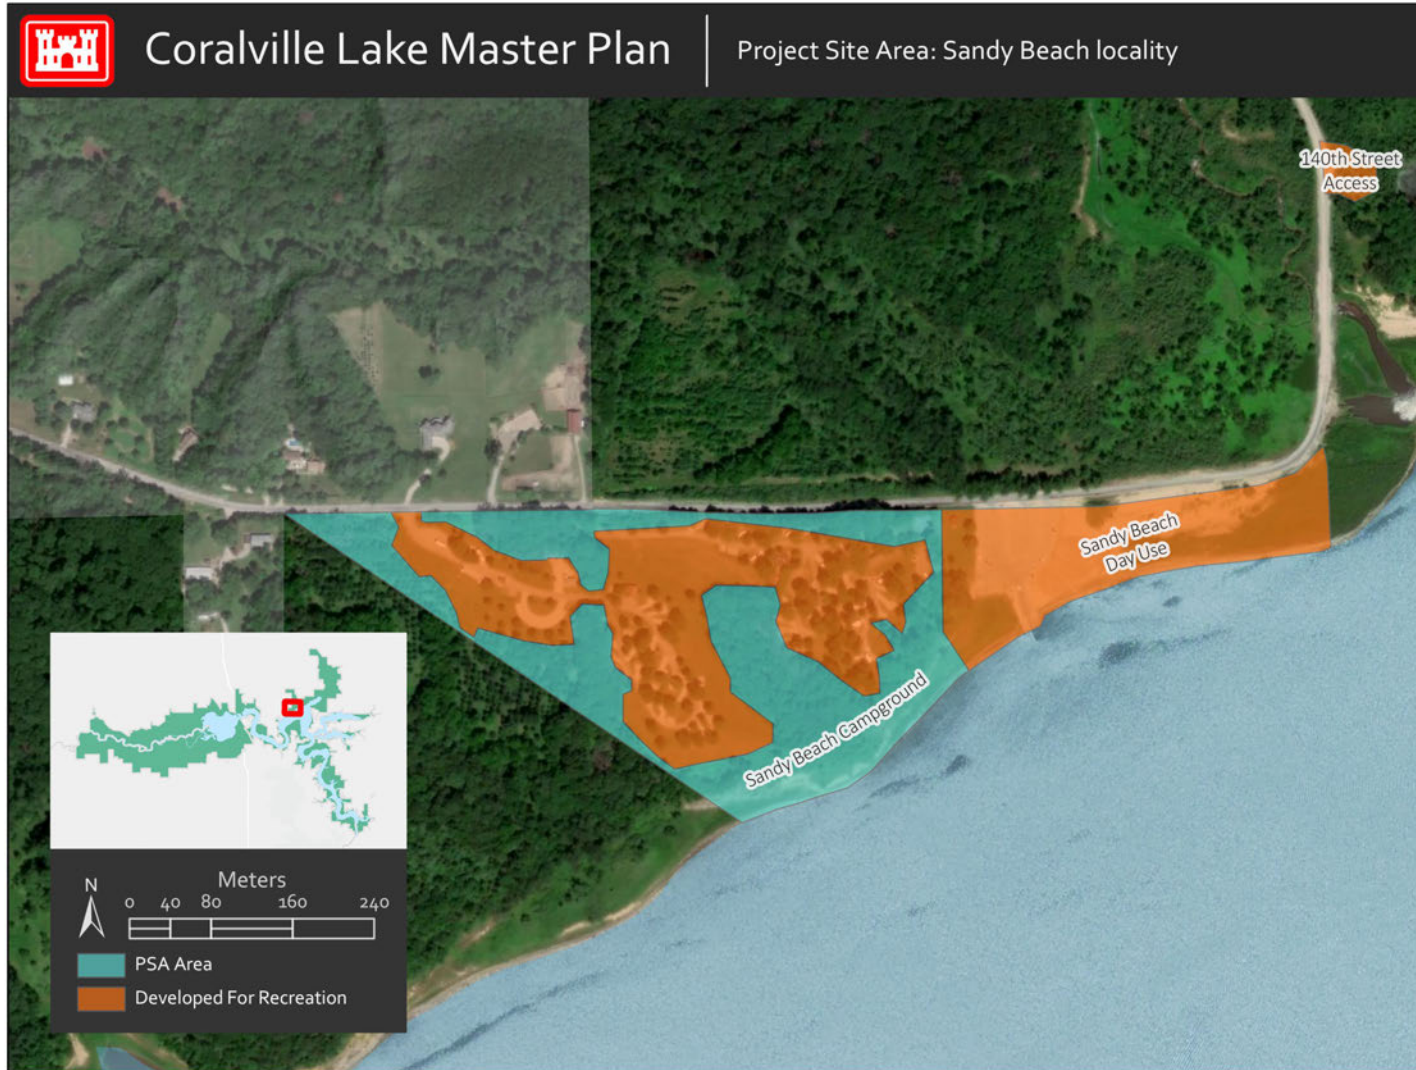 Coralville Lake Master Plan
Project Site Area: Sandy Beach locality
140th Street
Access
Sandy Beach
Day Use
Sandy Beach Campground
N
Meters
0 40 80 160 240
PSA Area
Developed For Recreation